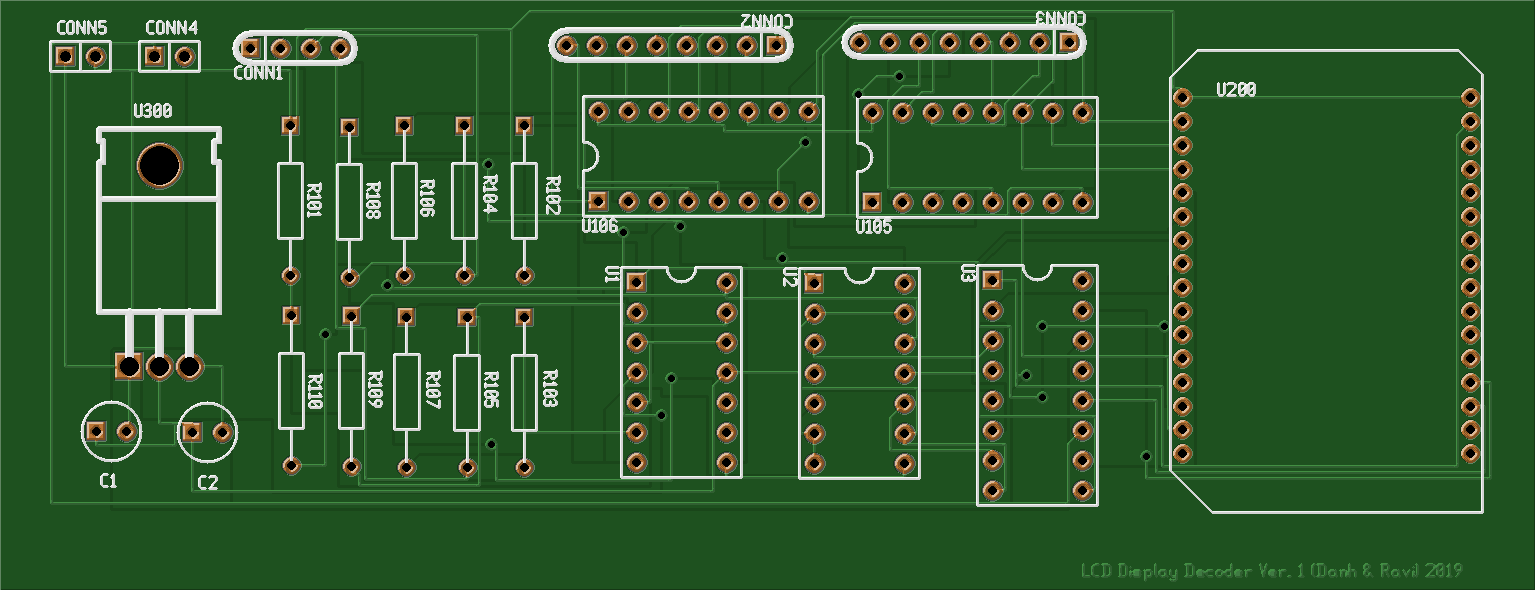 CONN5
CONN4
CONN1
CONN2
CONN3
U300
U200
R101
R108
R106
R104
R102
U106
U105
U1
U2
U3
R110
R109
R107
R105
R103
C1
C2
LCD Display Decoder Ver. 1 (Danh & Ravil 2019